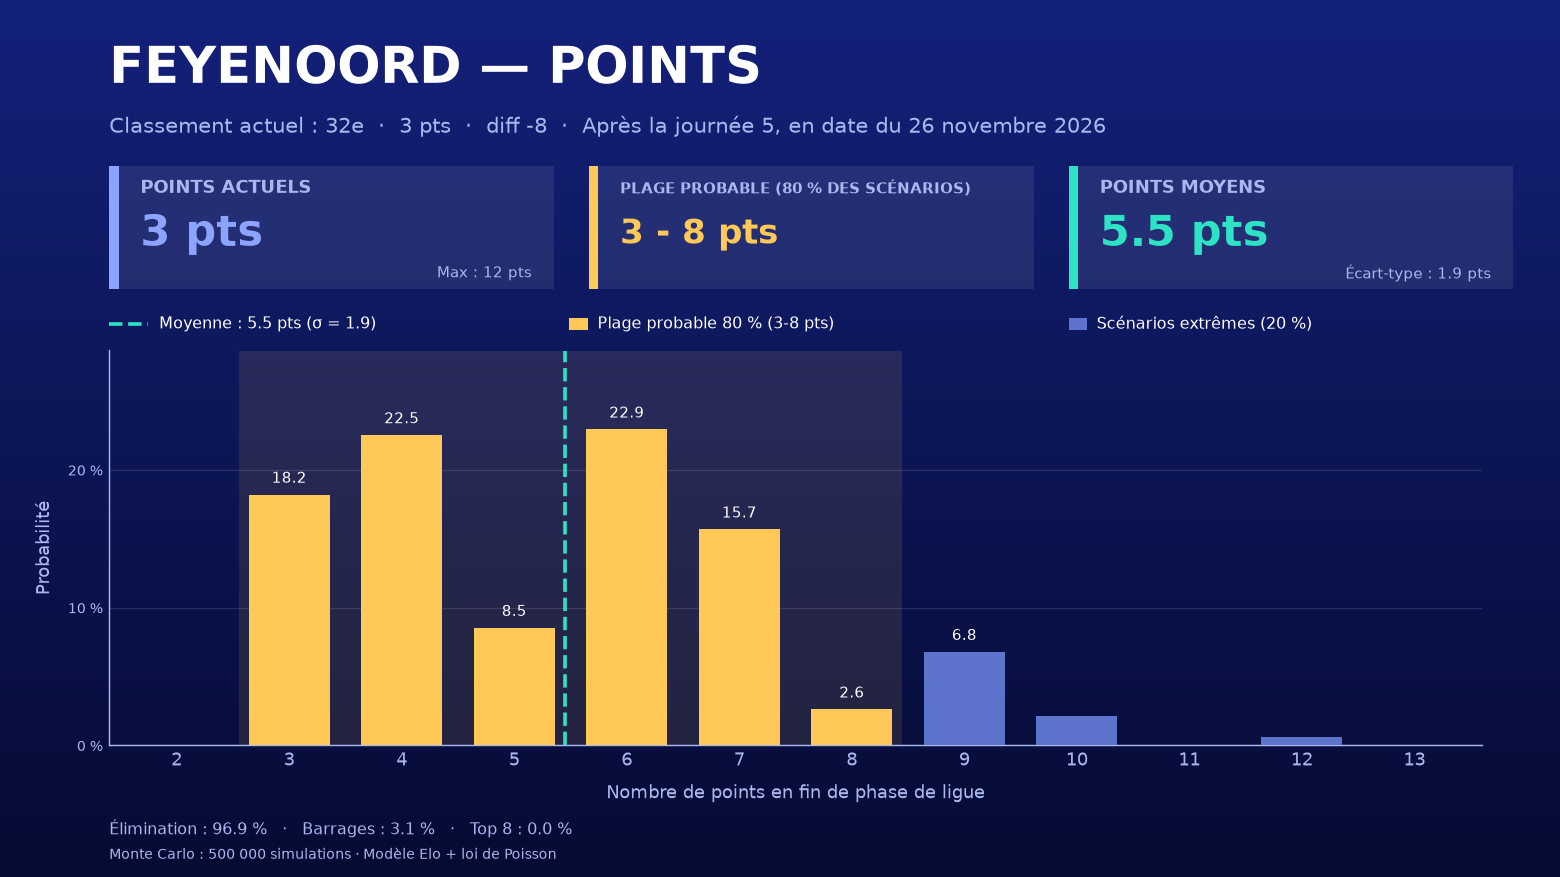 FEYENOORD — POINTS
Classement actuel : 32e · 3 pts · diff -8 · Après la journée 5, en date du 26 novembre 2026
POINTS ACTUELS
3 pts
Max : 12 pts
PLAGE PROBABLE (80 % DES SCÉNARIOS)
3 - 8 pts
POINTS MOYENS
5.5 pts
Écart-type : 1.9 pts
Moyenne : 5.5 pts (σ = 1.9)
Plage probable 80 % (3-8 pts)
Scénarios extrêmes (20 %)
Probabilité
20 %
10 %
0 %
18.2
22.5
8.5
22.9
15.7
2.6
6.8
2 3 4 5 6 7 8 9 10 11 12 13
Nombre de points en fin de phase de ligue
Élimination : 96.9 % · Barrages : 3.1 % · Top 8 : 0.0 %
Monte Carlo : 500 000 simulations · Modèle Elo + loi de Poisson